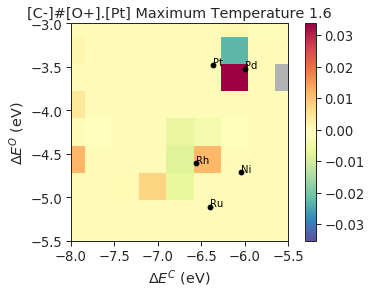 [C-]#[O+].[Pt] Maximum Temperature 1.6
ΔE^O (eV)
−3.0
−3.5
−4.0
−4.5
−5.0
−5.5
−8.0 −7.5 −7.0 −6.5 −6.0 −5.5
ΔE^C (eV)
Pt
Pd
Rh
Ni
Ru
0.03
0.02
0.01
0.00
−0.01
−0.02
−0.03